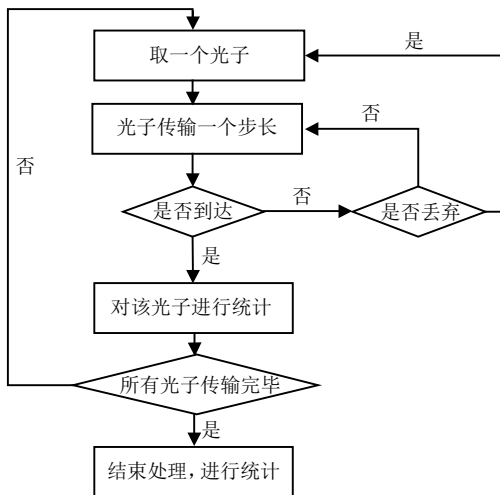 取一个光子
是
光子传输一个步长
否
否
是否到达
否
是否丢弃
是
对该光子进行统计
所有光子传输完毕
是
结束处理,进行统计